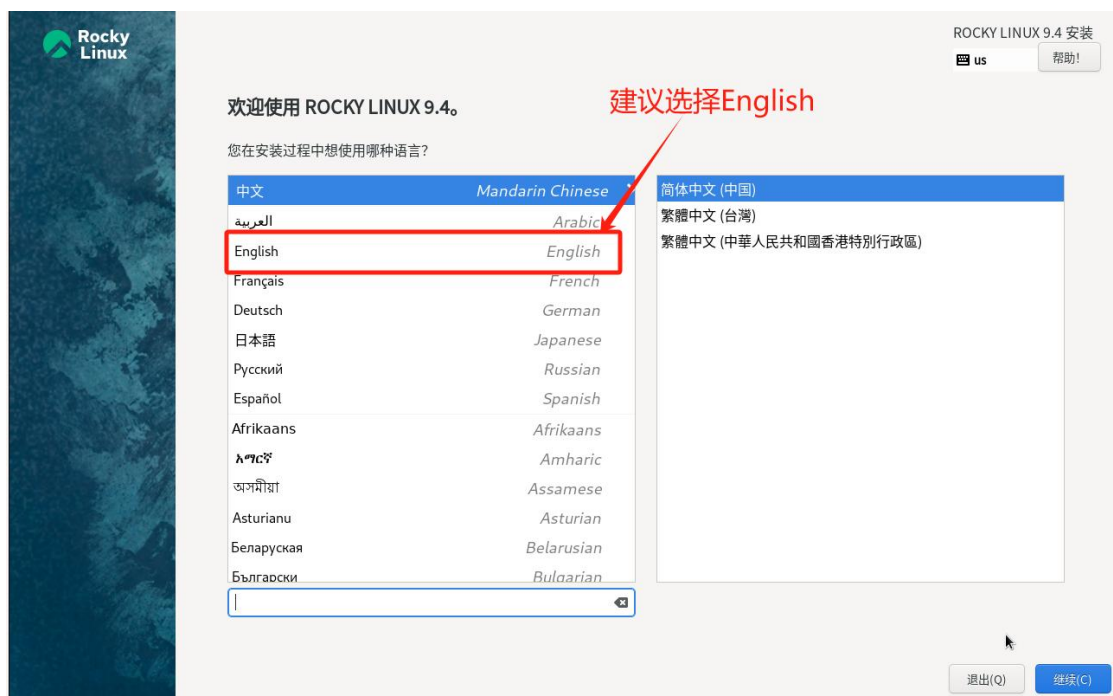 Rocky
Linux
ROCKY LINUX 9.4 安装
us
帮助!
欢迎使用 ROCKY LINUX 9.4。
建议选择English
您在安装过程中想使用哪种语言?
中文 Mandarin Chinese
العربية Arabic
English English
Français French
Deutsch German
日本語 Japanese
Русский Russian
Español Spanish
Afrikaans Afrikaans
አማርኛ Amharic
অসমীয়া Assamese
Asturianu Asturian
Беларуская Belarusian
Български Bulgarian
简体中文 (中国)
繁體中文 (台灣)
繁體中文 (中華人民共和國香港特別行政區)
退出(Q)
继续(C)